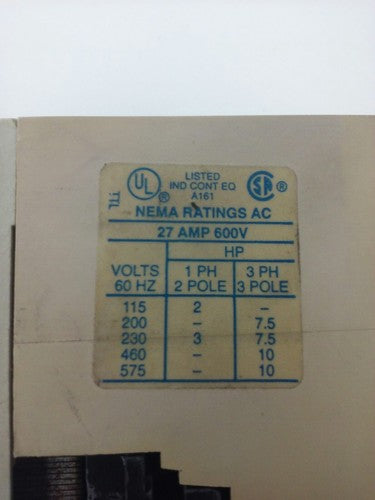 UL ®
LISTED
IND CONT EQ
A161
SP ®
NEMA RATINGS AC
27 AMP 600V
HP
VOLTS 60 HZ | 1 PH 2 POLE | 3 PH 3 POLE
115 2 –
200 – 7.5
230 3 7.5
460 – 10
575 – 10